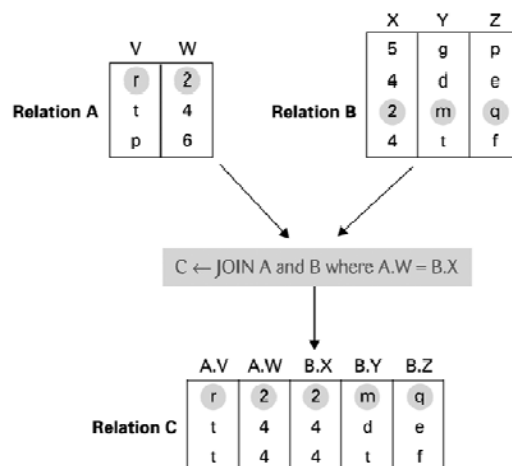 X Y Z
V W
5 g p
r 2
4 d e
Relation A t 4
Relation B 2 m q
p 6
4 t f
C ← JOIN A and B where A.W = B.X
A.V A.W B.X B.Y B.Z
r 2 2 m q
Relation C t 4 4 d e
t 4 4 t f